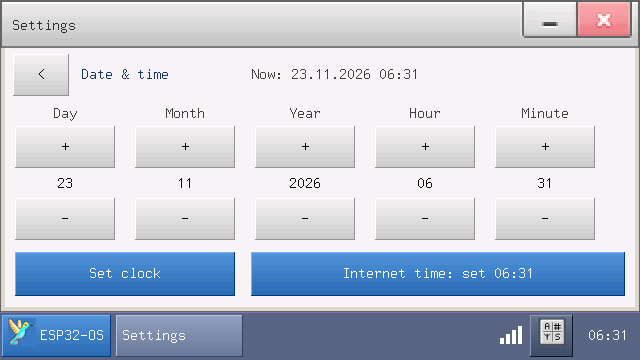 Settings
< Date & time Now: 23.11.2026 06:31
Day Month Year Hour Minute
+ + + + +
23 11 2026 06 31
- - - - -
Set clock Internet time: set 06:31
ESP32-OS Settings A# TS 06:31